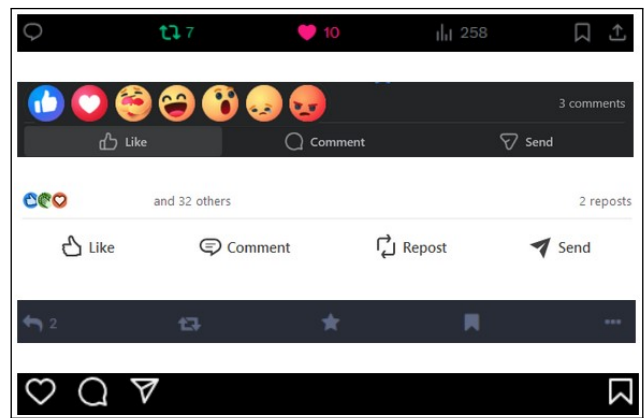 7 10 258
3 comments
Like Comment Send
and 32 others 2 reposts
Like Comment Repost Send
2